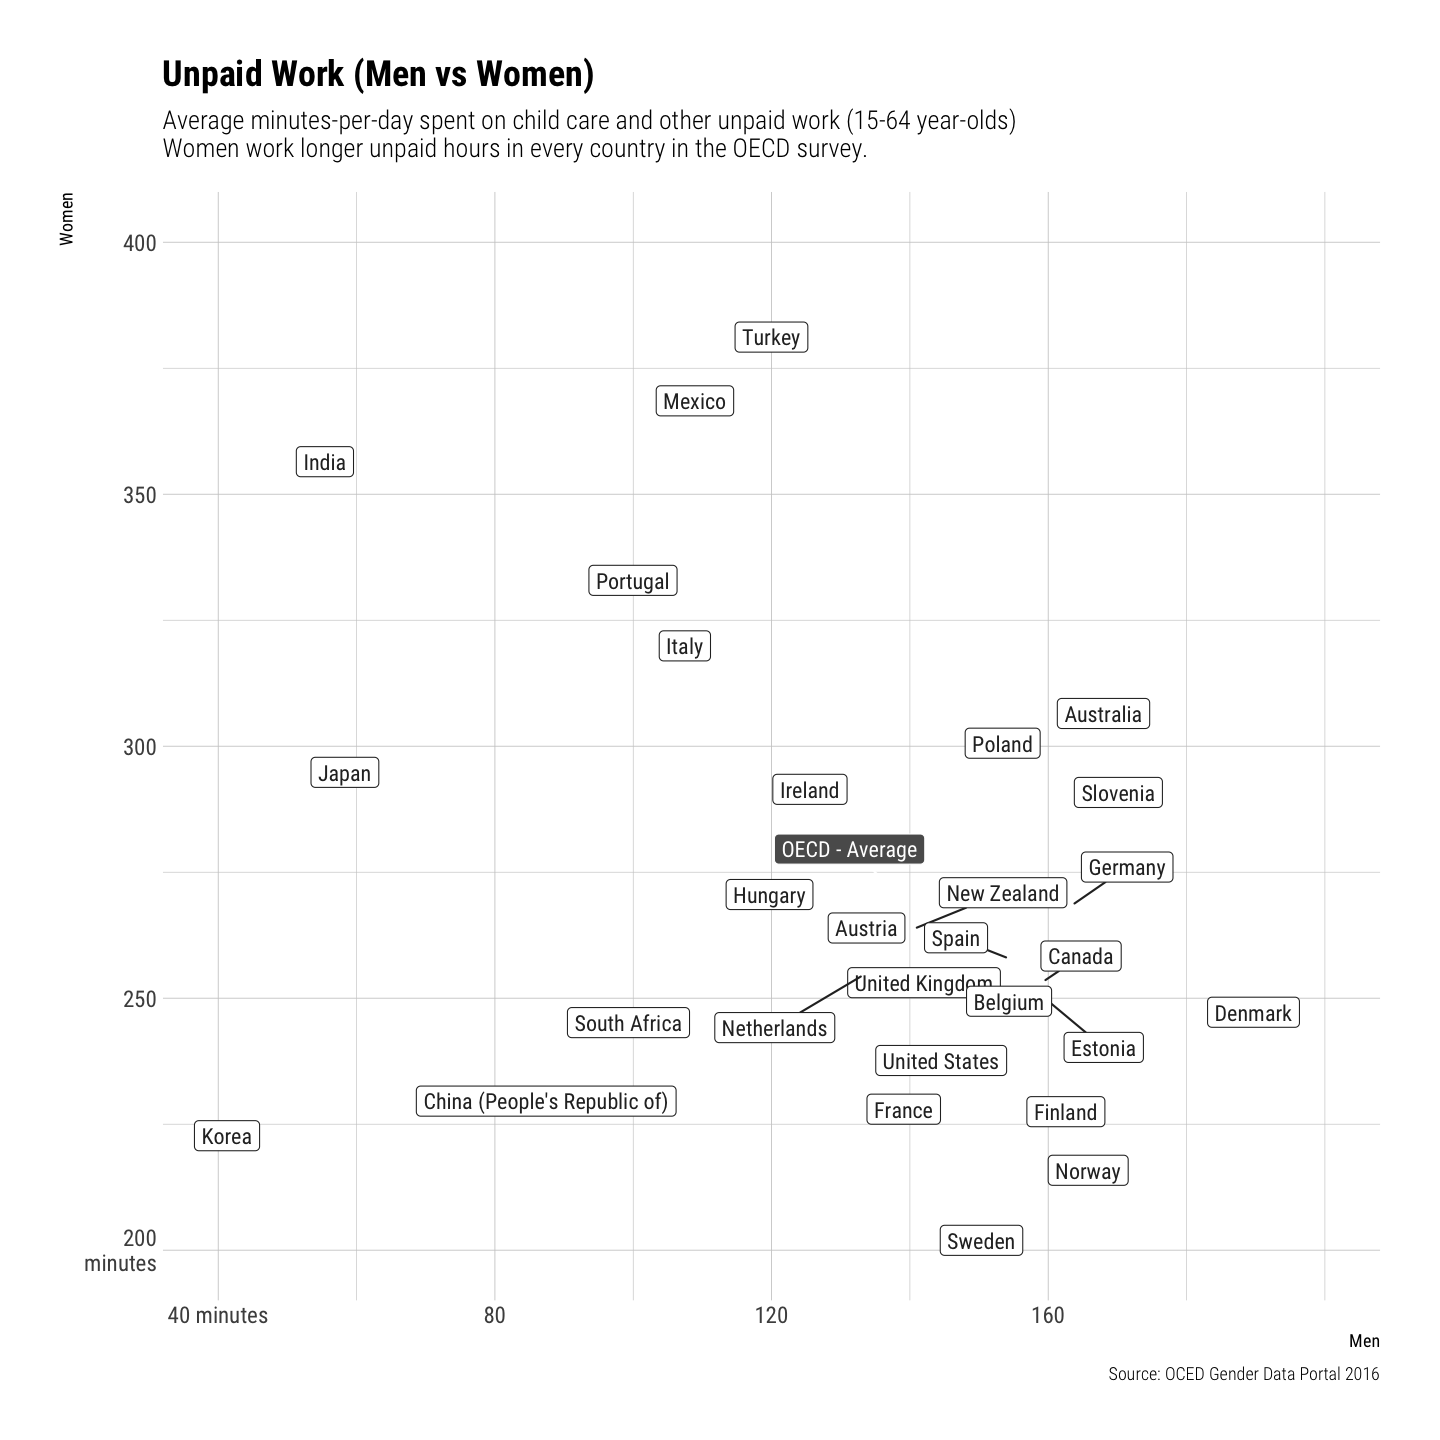 Unpaid Work (Men vs Women)
Average minutes-per-day spent on child care and other unpaid work (15-64 year-olds)
Women work longer unpaid hours in every country in the OECD survey.
Women
400
Turkey
Mexico
India
350
Portugal
Italy
Australia
Poland
300
Japan
Ireland
Slovenia
OECD - Average
Germany
New Zealand
Hungary
Austria
Spain
Canada
United Kingdom
250
Belgium
Denmark
South Africa
Netherlands
Estonia
United States
China (People's Republic of)
France
Finland
Korea
Norway
200
minutes
Sweden
40 minutes
80
120
160
Men
Source: OCED Gender Data Portal 2016